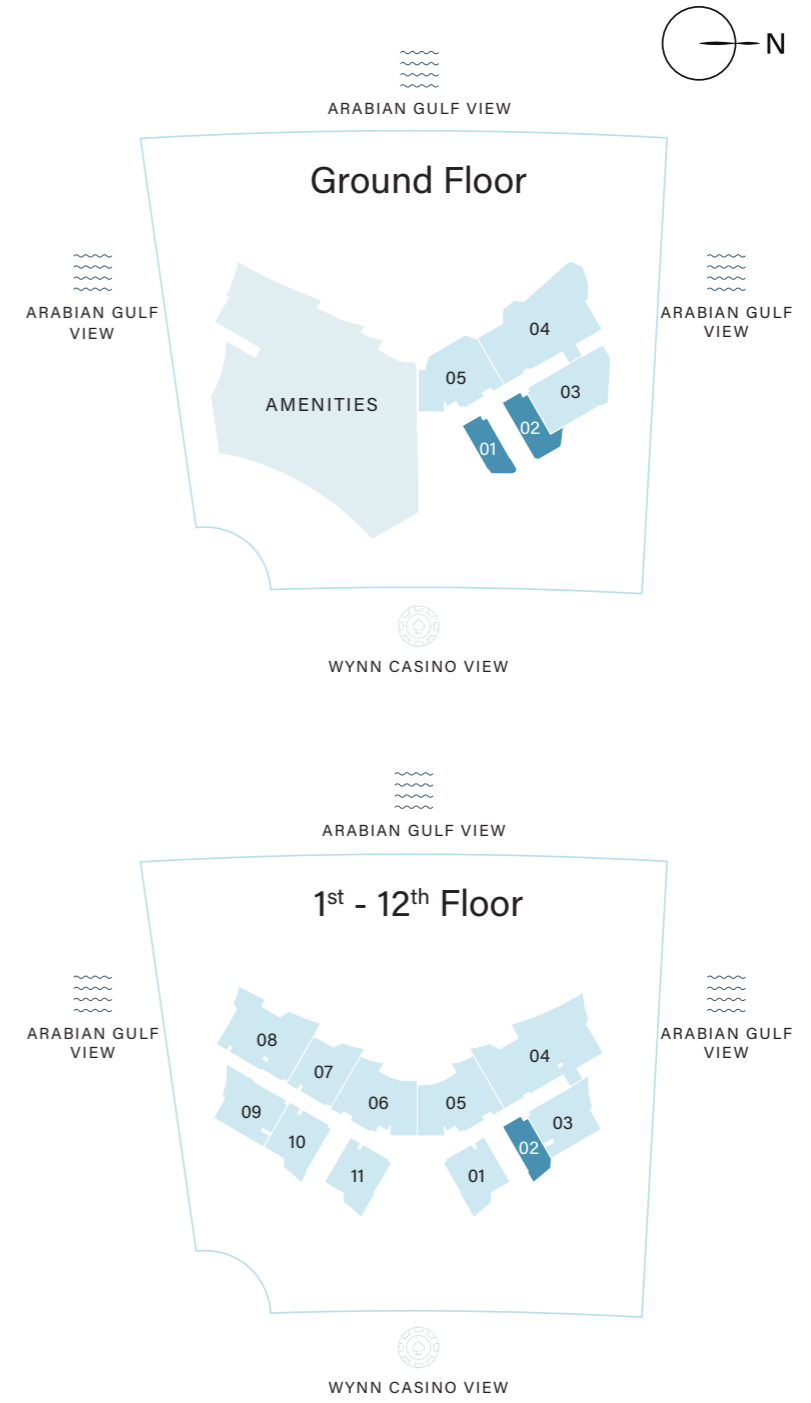 N
ARABIAN GULF VIEW
Ground Floor
ARABIAN GULF
VIEW
ARABIAN GULF
VIEW
04
05
03
AMENITIES
02
01
WYNN CASINO VIEW
ARABIAN GULF VIEW
1st - 12th Floor
ARABIAN GULF
VIEW
ARABIAN GULF
VIEW
08
04
07
06
05
09
03
10
02
11
01
WYNN CASINO VIEW